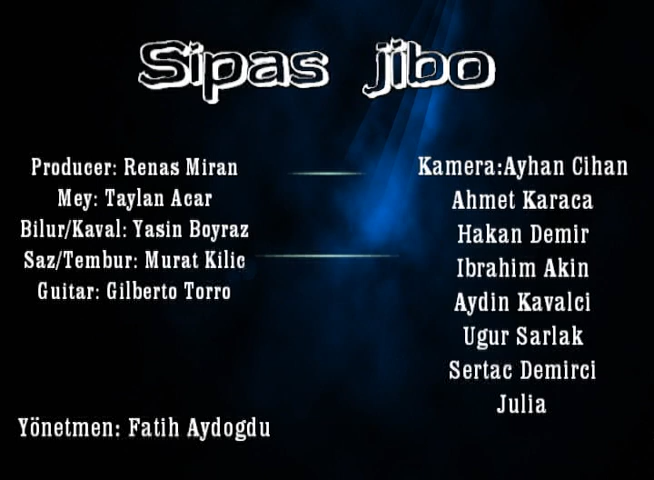 Sipas jibo
Producer: Renas Miran
Mey: Taylan Acar
Bilur/Kaval: Yasin Boyraz
Saz/Tembur: Murat Kilic
Guitar: Gilberto Torro
Yönetmen: Fatih Aydogdu
Kamera:Ayhan Cihan
Ahmet Karaca
Hakan Demir
Ibrahim Akin
Aydin Kavalci
Ugur Sarlak
Sertac Demirci
Julia